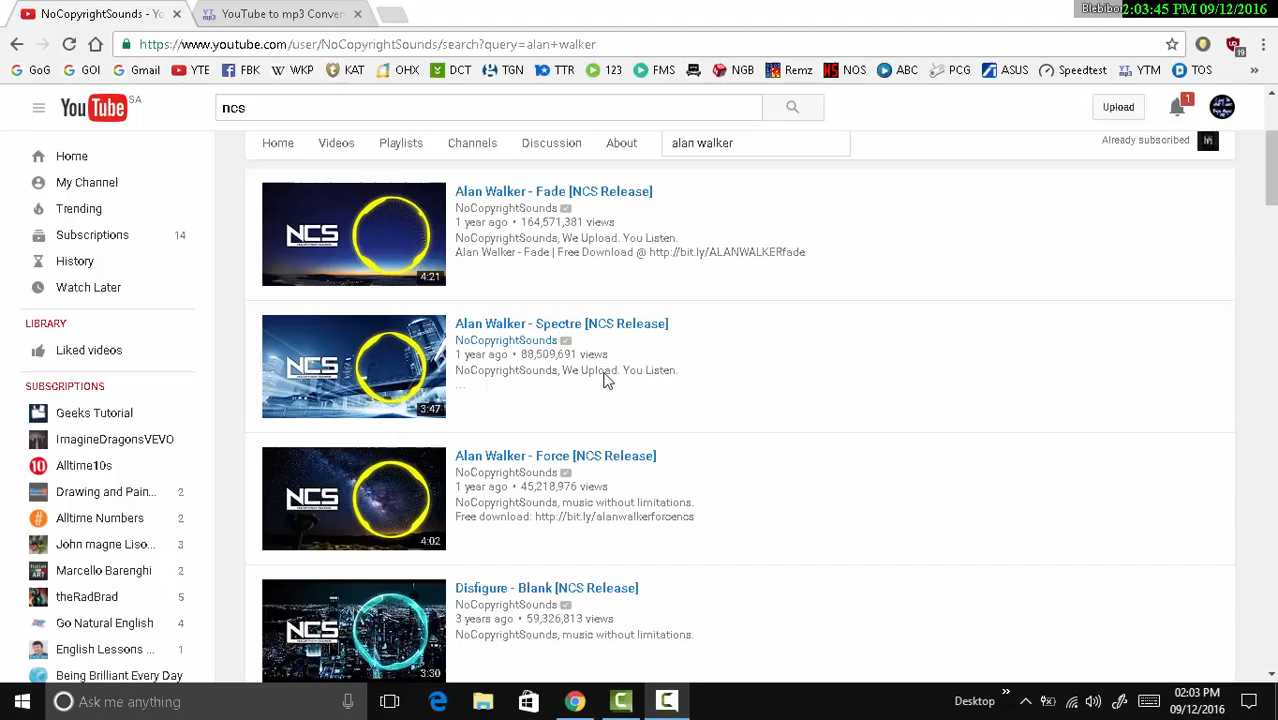 Blebibor 2:03:45 PM 09/12/2016
NoCopyrightSounds - Yo
YouTube to mp3 Conver
https://www.youtube.com/user/NoCopyrightSounds/search?query=alan+walker
19
GoG GOI Gmail YTE FBK WKP KAT OHX DCT TGN STR 123 FMS NGB Remz NOS ABC PCG ASUS Speedtest YTM TOS »
YouTube SA
ncs
Upload
1
Home Videos Playlists Channel Discussion About alan walker Already subscribed
Home
My Channel
Trending
Subscriptions 14
History
Watch Later
LIBRARY
Liked videos
SUBSCRIPTIONS
Geeks Tutorial
ImagineDragonsVEVO
Alltime10s
Drawing and Pain... 2
Alltime Numbers 2
John magne Liso... 3
Marcello Barenghi 2
theRadBrad 5
Go Natural English 3
English Lessons ... 1
Being Brilliant Every Day
NCS
4:21
Alan Walker - Fade [NCS Release]
NoCopyrightSounds
1 year ago • 164,571,381 views
NoCopyrightSounds, We Upload. You Listen.
Alan Walker - Fade | Free Download @ http://bit.ly/ALANWALKERfade
NCS
3:47
Alan Walker - Spectre [NCS Release]
NoCopyrightSounds
1 year ago • 88,509,691 views
NoCopyrightSounds, We Upload. You Listen.
...
NCS
4:02
Alan Walker - Force [NCS Release]
NoCopyrightSounds
1 year ago • 45,218,976 views
NoCopyrightSounds, music without limitations.
Free download: http://bit.ly/alanwalkerforcencs
NCS
3:30
Disfigure - Blank [NCS Release]
NoCopyrightSounds
3 years ago • 59,326,813 views
NoCopyrightSounds, music without limitations.
Ask me anything
Desktop »
02:03 PM
09/12/2016